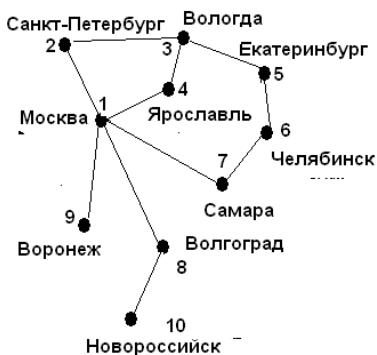 Санкт-Петербург
Вологда
2
3
Екатеринбург
5
4
Москва
1
Ярославль
6
Челябинск
7
Самара
9
Воронеж
Волгоград
8
10
Новороссийск